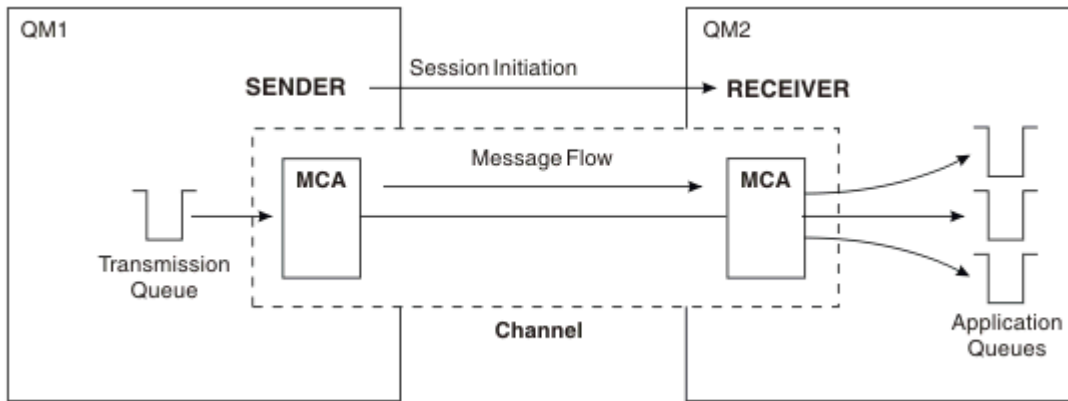 QM1
QM2
Session Initiation
SENDER
RECEIVER
Message Flow
MCA
MCA
Transmission
Queue
Channel
Application
Queues